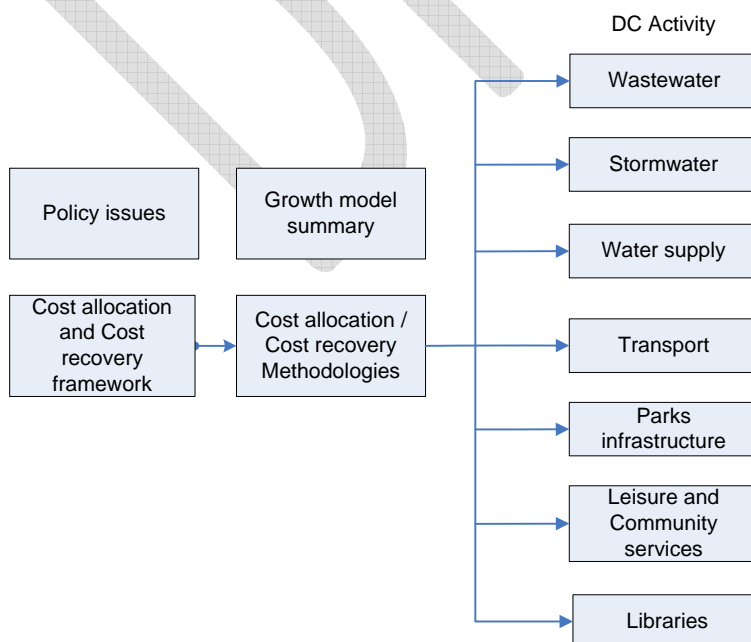 DC Activity
Wastewater
Stormwater
Policy issues
Growth model
summary
Water supply
Cost allocation
and Cost
recovery
framework
Cost allocation /
Cost recovery
Methodologies
Transport
Parks
infrastructure
Leisure and
Community
services
Libraries